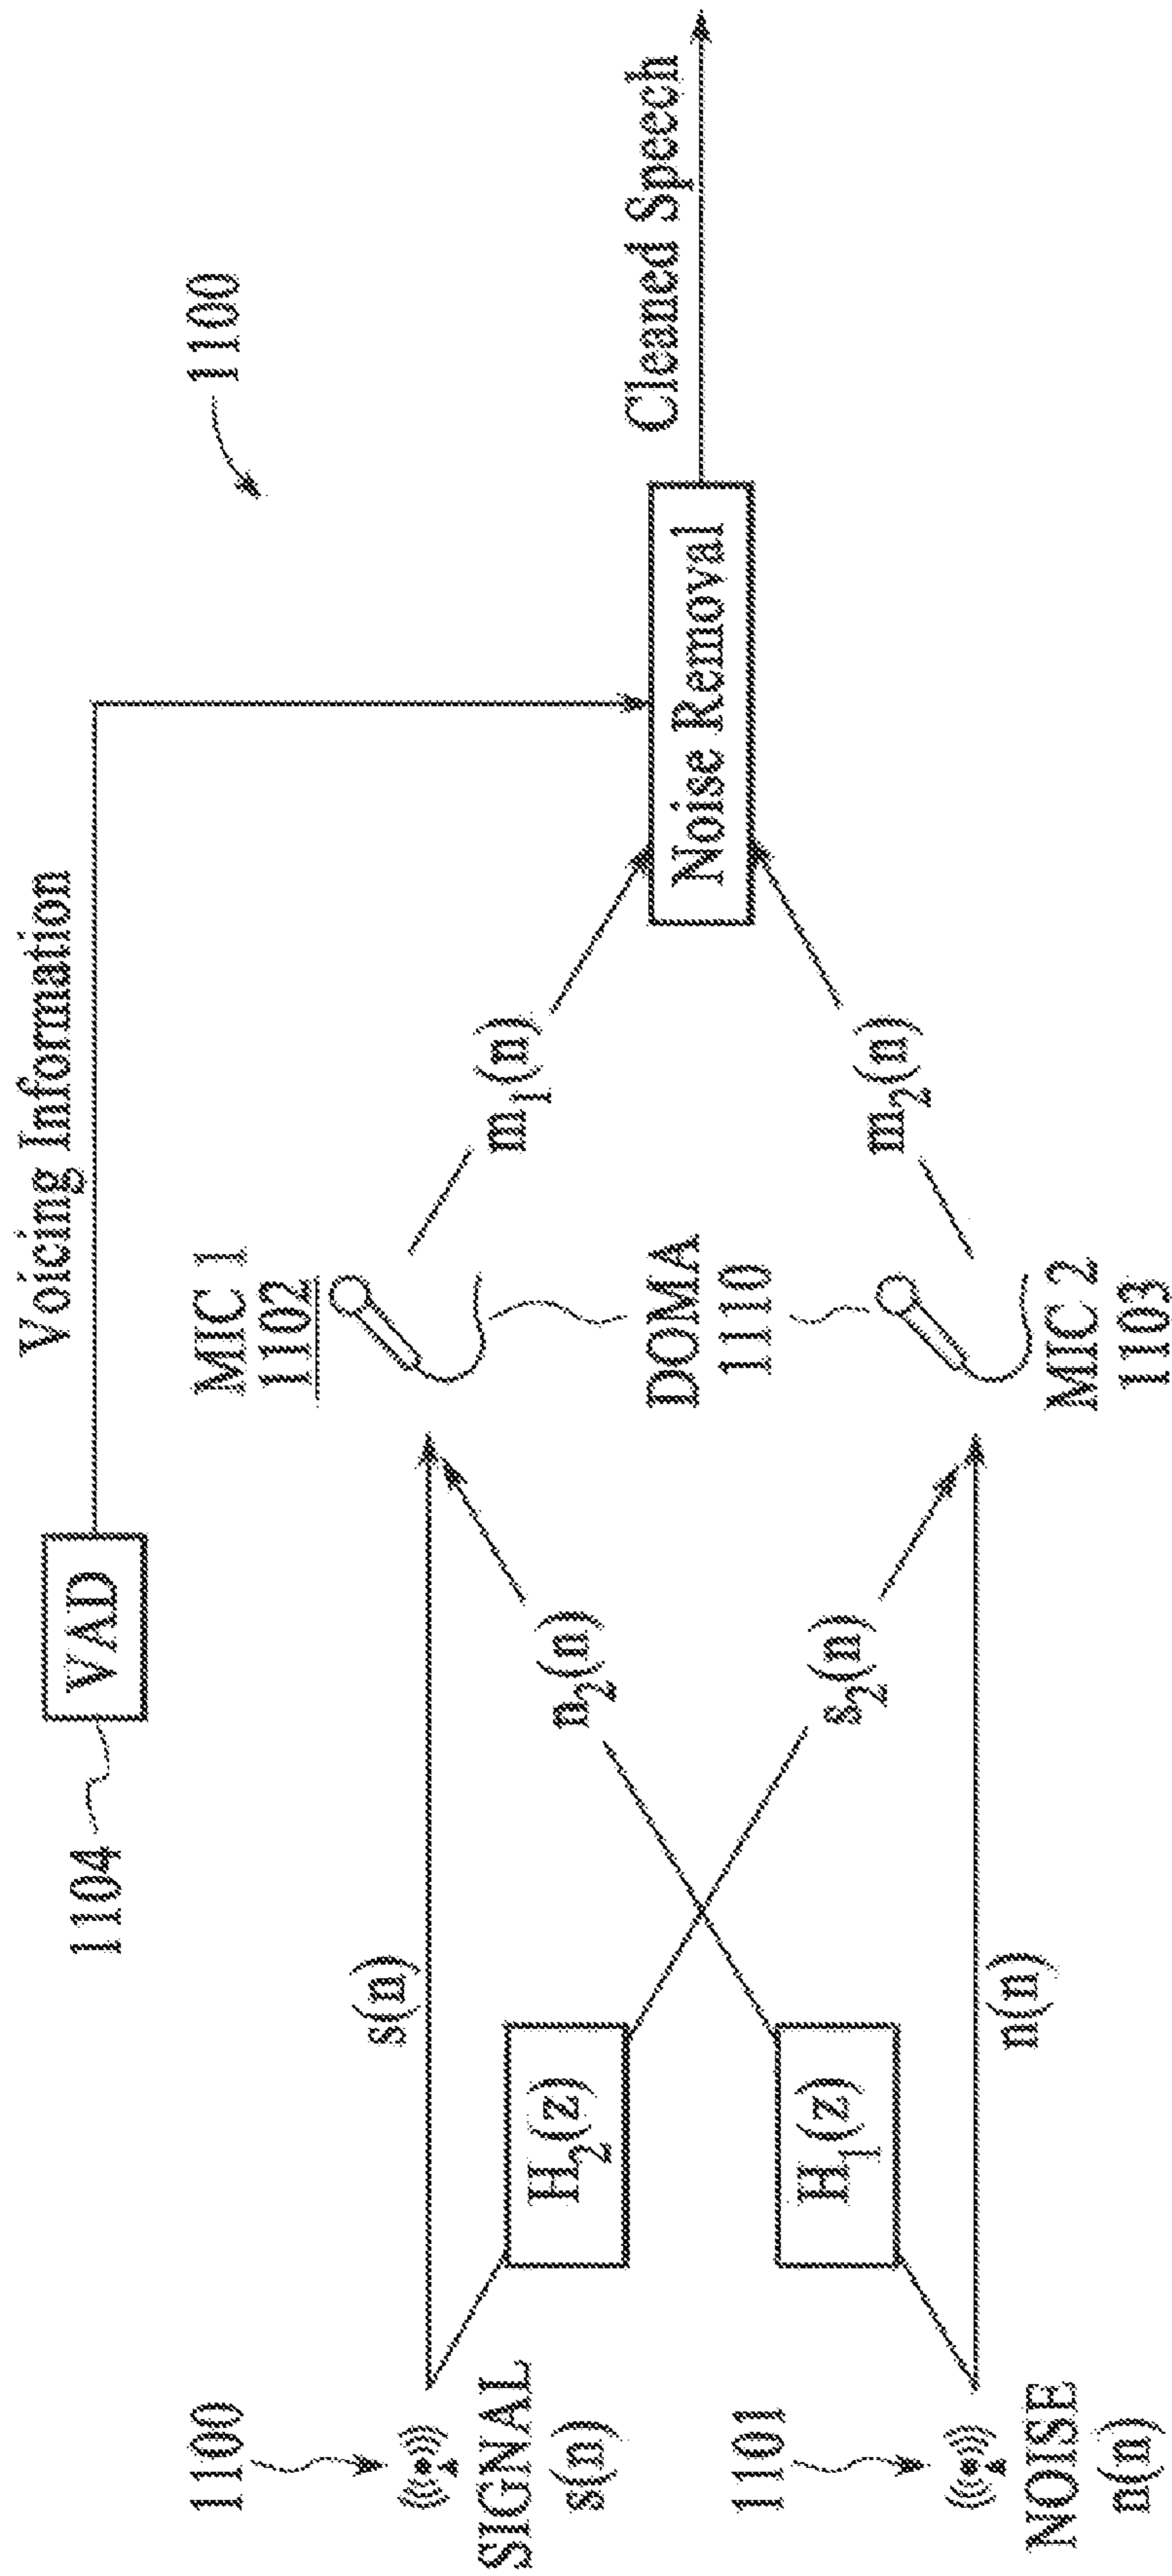 Voicing Information
VAD
1104
1100
MIC 1
1102
s(n)
1100
SIGNAL
s(n)
H2(z)
n2(n)
m1(n)
Noise Removal
Cleaned Speech
DOMA
1110
1101
NOISE
n(n)
H1(z)
s2(n)
m2(n)
n(n)
MIC 2
1103